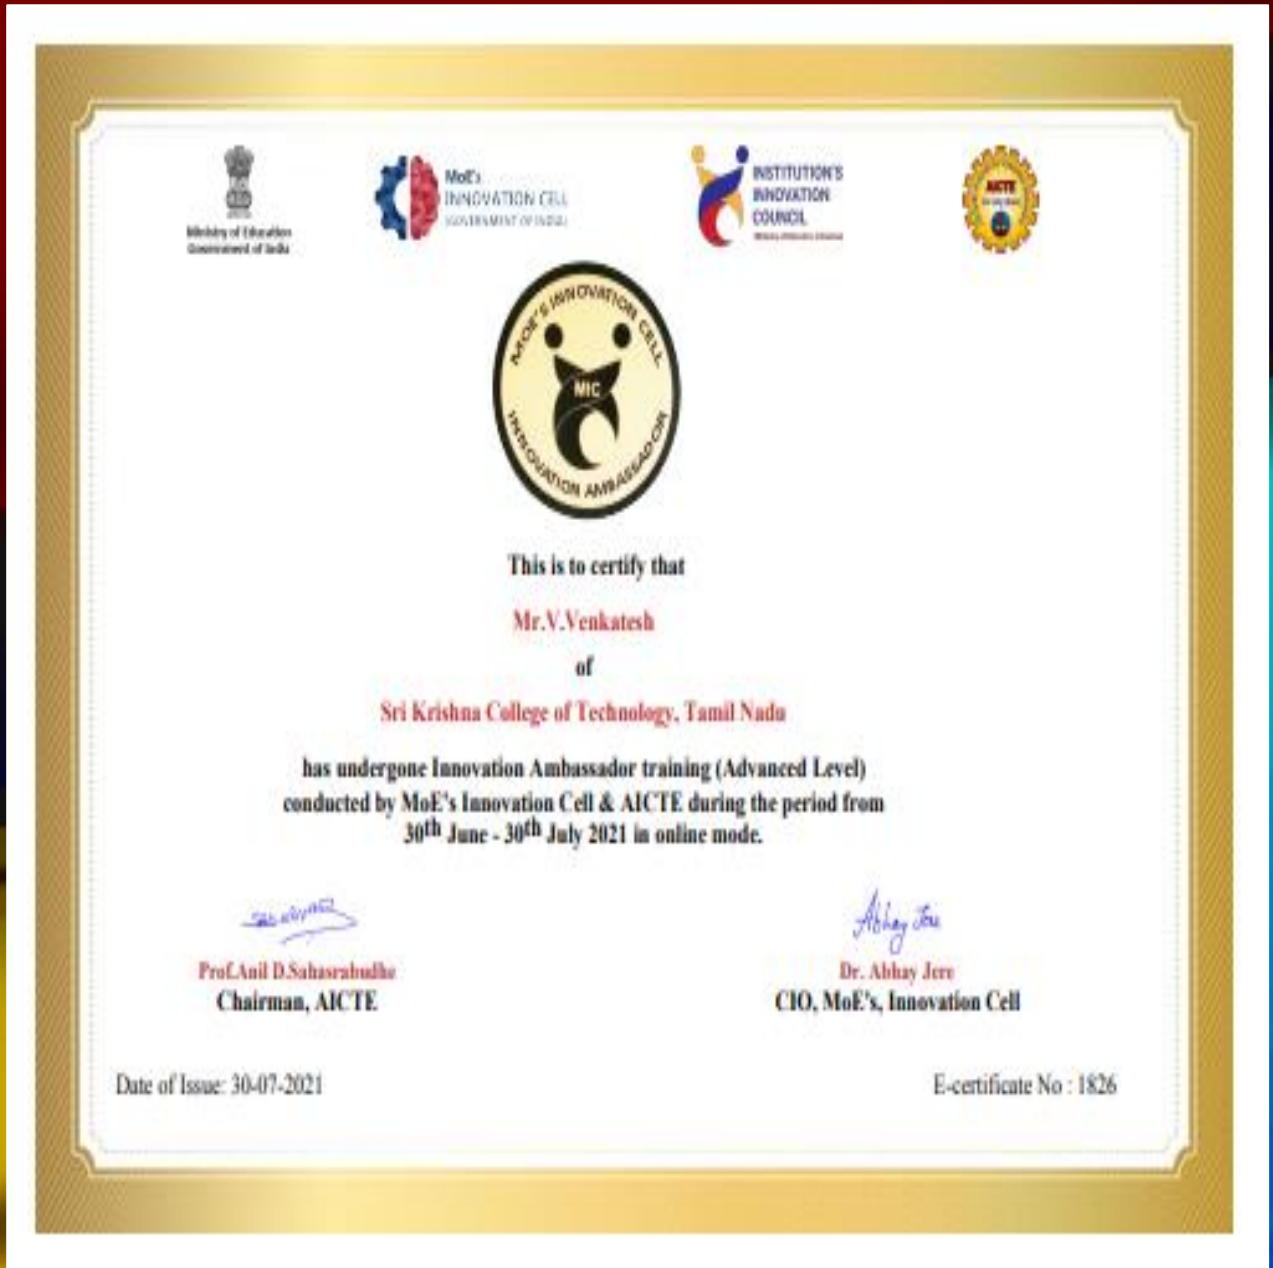 Ministry of Education
Government of India
MoE's
INNOVATION CELL
(GOVERNMENT OF INDIA)
INSTITUTION'S
INNOVATION
COUNCIL
AICTE
MOE'S INNOVATION CELL
MIC
INNOVATION AMBASSADOR
This is to certify that
Mr.V.Venkatesh
of
Sri Krishna College of Technology, Tamil Nadu
has undergone Innovation Ambassador training (Advanced Level)
conducted by MoE's Innovation Cell & AICTE during the period from
30th June - 30th July 2021 in online mode.
Abhay Jere
Prof.Anil D.Sahasrabudhe
Dr. Abhay Jere
Chairman, AICTE
CIO, MoE's, Innovation Cell
Date of Issue: 30-07-2021
E-certificate No : 1826